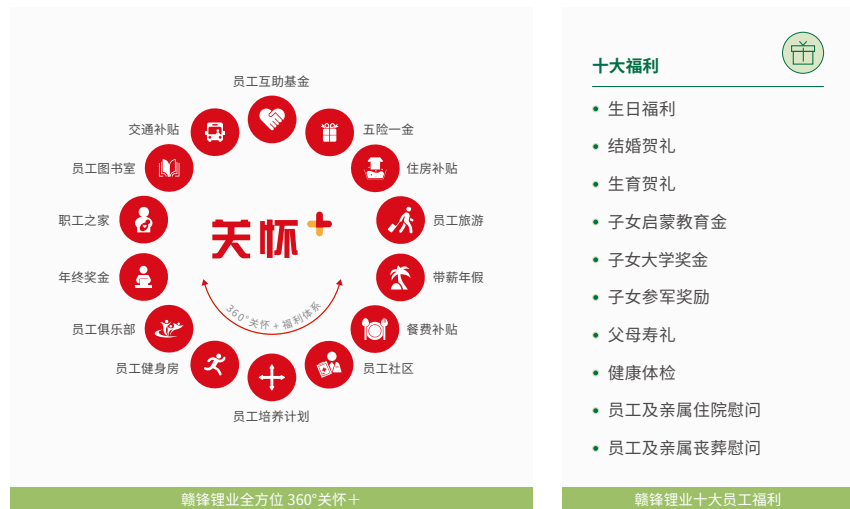 员工互助基金
交通补贴
五险一金
员工图书室
住房补贴
职工之家
员工旅游
关怀
年终奖金
带薪年假
360°关怀 + 福利体系
员工俱乐部
餐费补贴
员工健身房
员工社区
员工培养计划
赣锋锂业全方位 360°关怀＋
十大福利
生日福利
结婚贺礼
生育贺礼
子女启蒙教育金
子女大学奖金
子女参军奖励
父母寿礼
健康体检
员工及亲属住院慰问
员工及亲属丧葬慰问
赣锋锂业十大员工福利